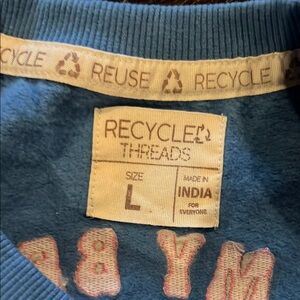 CYCLE REUSE RECYCLE
RECYCLED
THREADS
SIZE
L
MADE IN
INDIA
FOR
EVERYONE